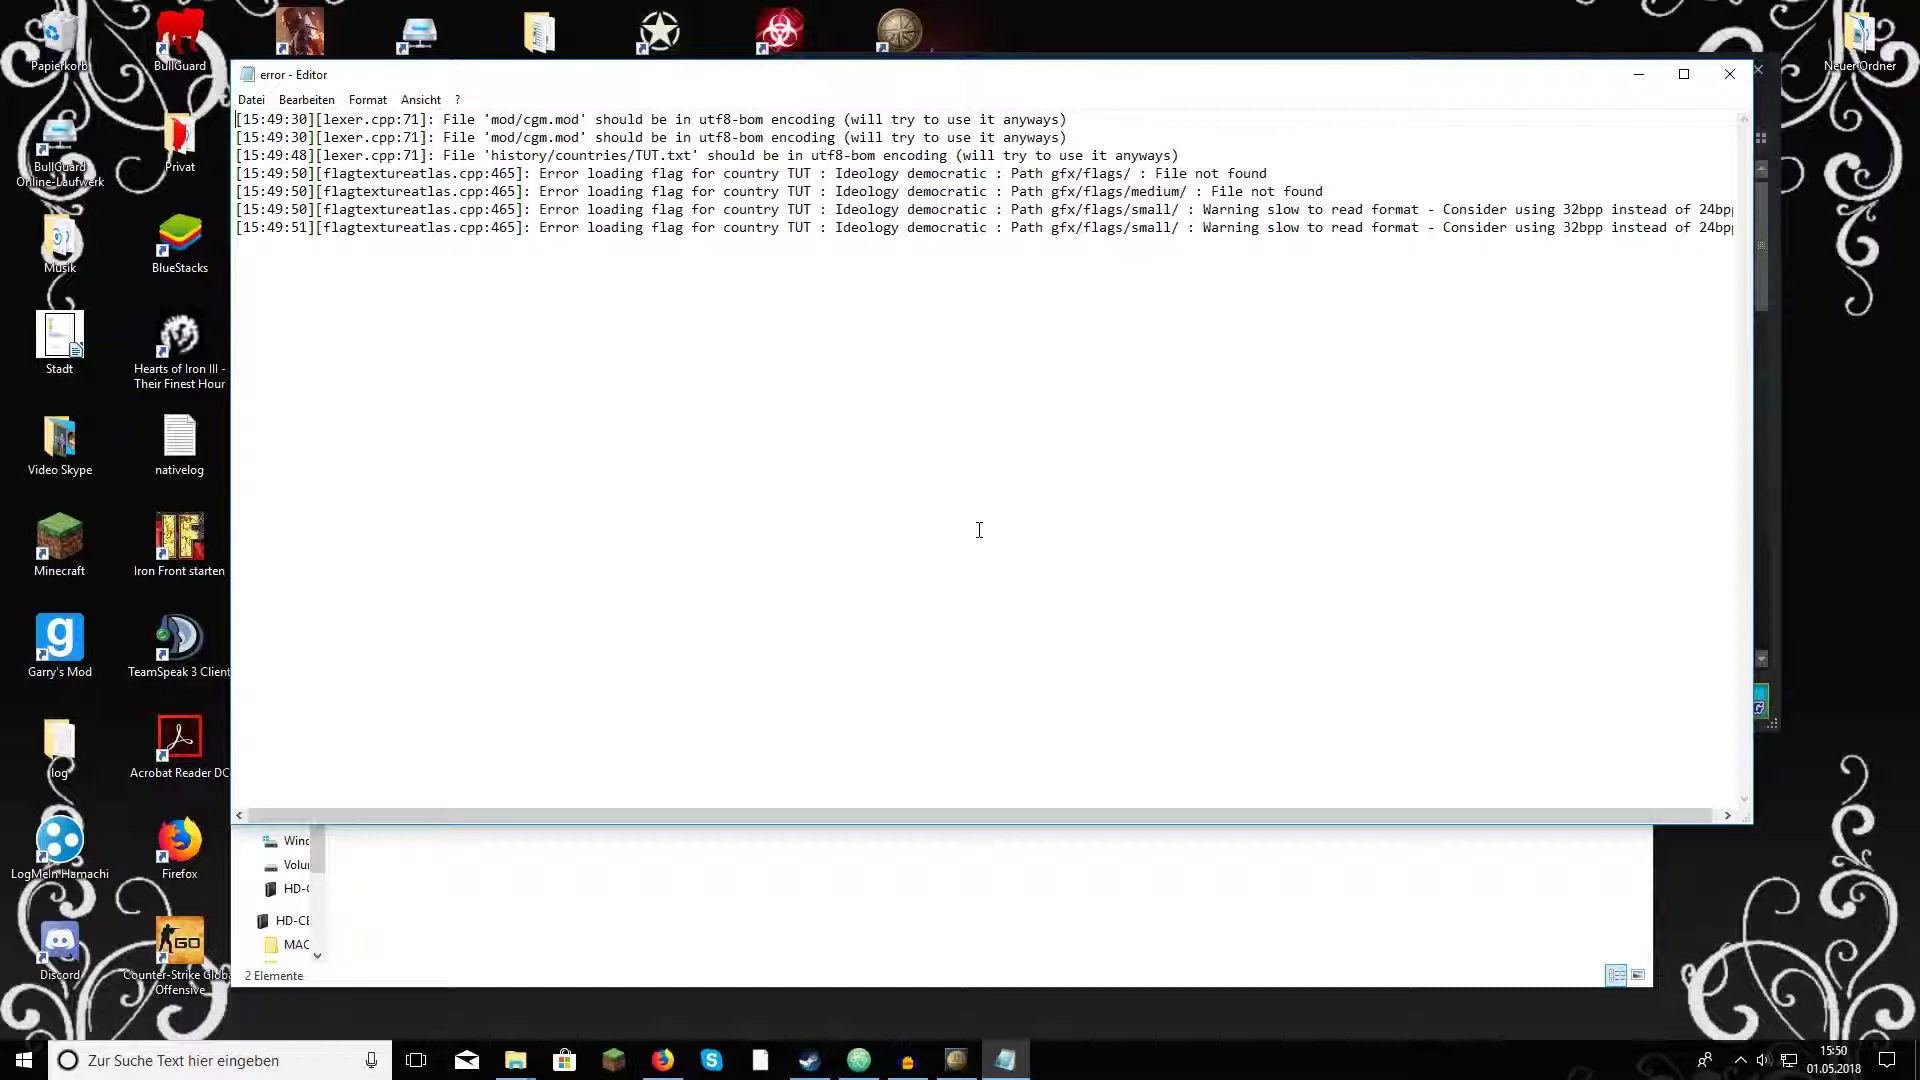 Papierkorb
BullGuard
Neuer Ordner
error - Editor
Datei Bearbeiten Format Ansicht ?
[15:49:30][lexer.cpp:71]: File 'mod/cgm.mod' should be in utf8-bom encoding (will try to use it anyways)
[15:49:30][lexer.cpp:71]: File 'mod/cgm.mod' should be in utf8-bom encoding (will try to use it anyways)
[15:49:48][lexer.cpp:71]: File 'history/countries/TUT.txt' should be in utf8-bom encoding (will try to use it anyways)
[15:49:50][flagtextureatlas.cpp:465]: Error loading flag for country TUT : Ideology democratic : Path gfx/flags/ : File not found
[15:49:50][flagtextureatlas.cpp:465]: Error loading flag for country TUT : Ideology democratic : Path gfx/flags/medium/ : File not found
[15:49:50][flagtextureatlas.cpp:465]: Error loading flag for country TUT : Ideology democratic : Path gfx/flags/small/ : Warning slow to read format - Consider using 32bpp instead of 24bpp
[15:49:51][flagtextureatlas.cpp:465]: Error loading flag for country TUT : Ideology democratic : Path gfx/flags/small/ : Warning slow to read format - Consider using 32bpp instead of 24bpp
BullGuard
Online-Laufwerk
Privat
Musik
BlueStacks
Stadt
Hearts of Iron III -
Their Finest Hour
Video Skype
nativelog
Minecraft
Iron Front starten
Garry's Mod
TeamSpeak 3 Client
log
Acrobat Reader DC
LogMeIn Hamachi
Firefox
Discord
Counter-Strike Globa
Offensive
GO
Wind
Volu
HD-C
HD-CE
MAC
2 Elemente
Zur Suche Text hier eingeben
15:50
01.05.2018